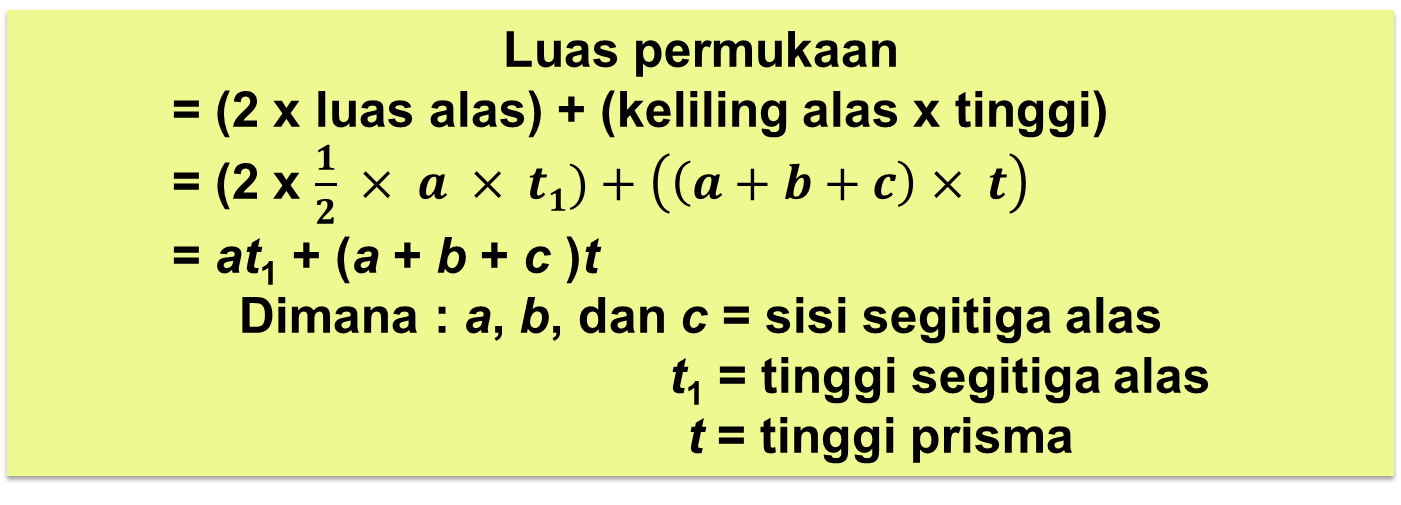 Luas permukaan
= (2 x luas alas) + (keliling alas x tinggi)
= (2 x 1/2 × a × t₁) + ((a + b + c) × t)
= at₁ + (a + b + c )t
Dimana : a, b, dan c = sisi segitiga alas
t₁ = tinggi segitiga alas
t = tinggi prisma